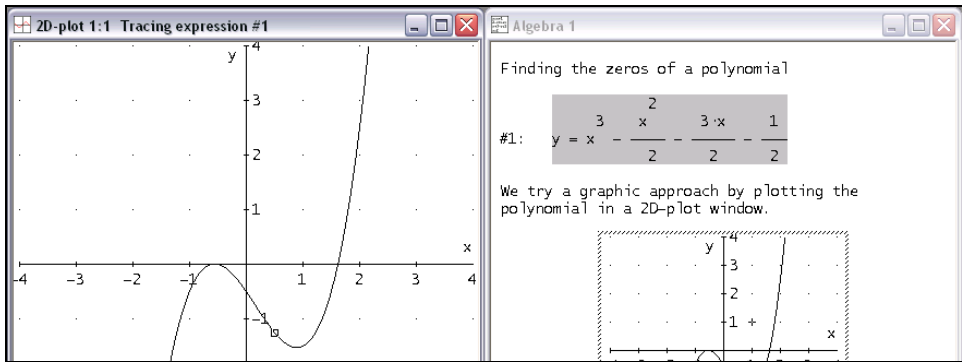 2D-plot 1:1 Tracing expression #1
y
4
3
2
1
x
-4 -3 -2 -1 1 2 3 4
-1
Algebra 1
Finding the zeros of a polynomial
#1: y = x^3 - x^2/2 - 3·x/2 - 1/2
We try a graphic approach by plotting the
polynomial in a 2D-plot window.
y
4
3
2
1
x